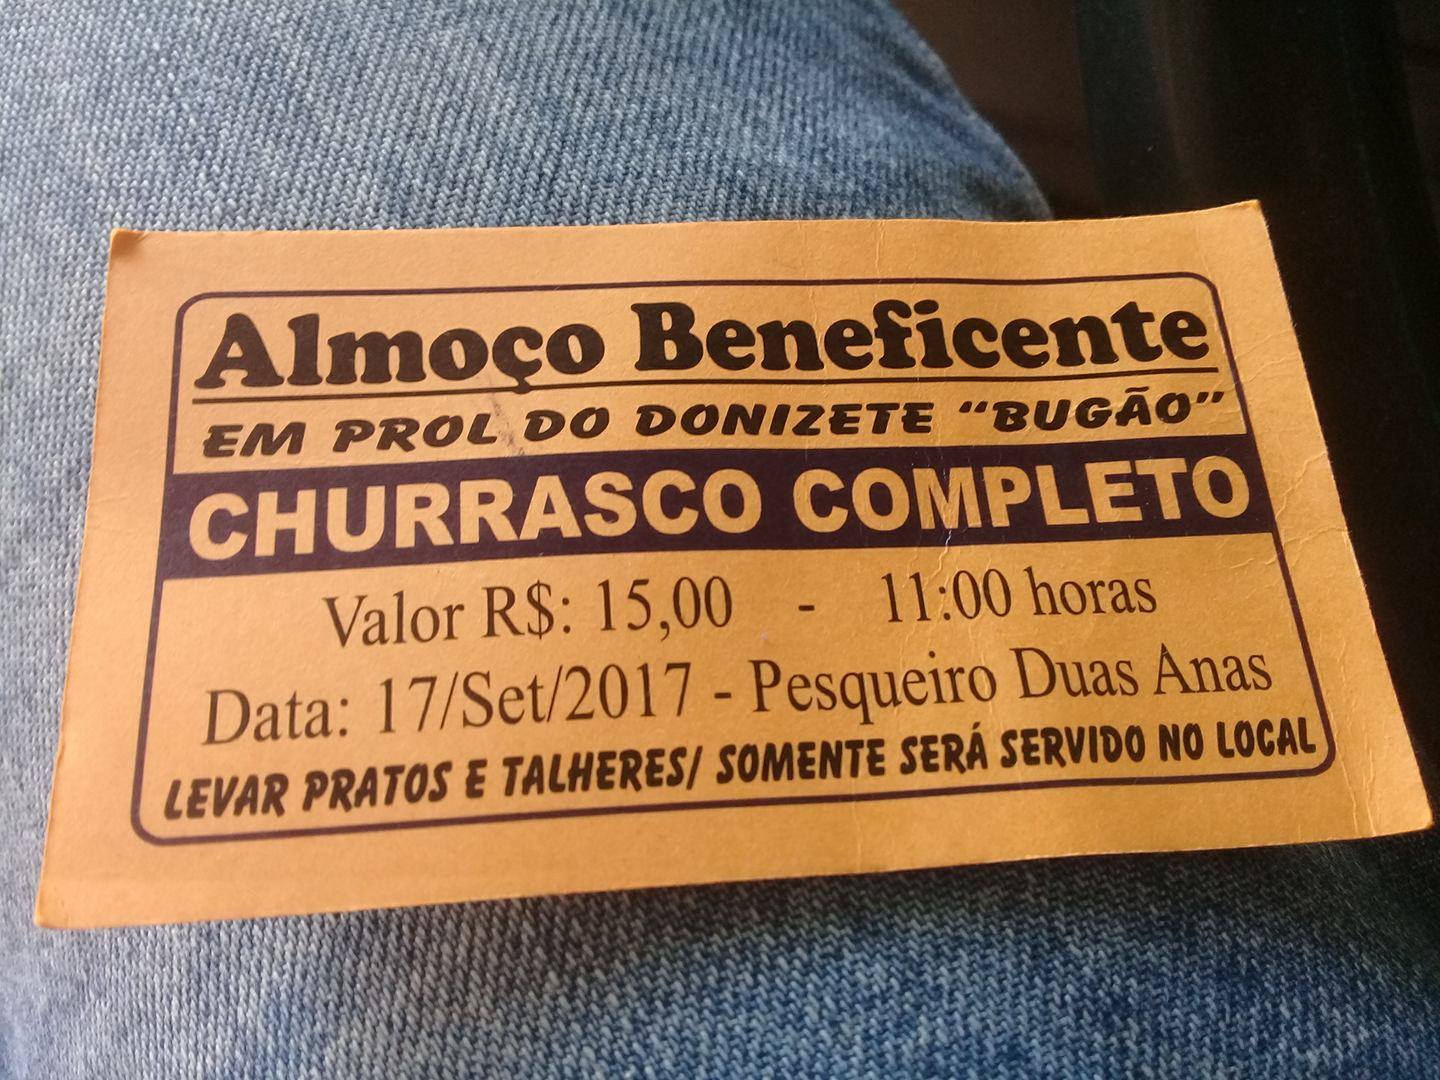 Almoço Beneficente
EM PROL DO DONIZETE "BUGÃO"
CHURRASCO COMPLETO
Valor R$: 15,00 - 11:00 horas
Data: 17/Set/2017 - Pesqueiro Duas Anas
LEVAR PRATOS E TALHERES/ SOMENTE SERÁ SERVIDO NO LOCAL